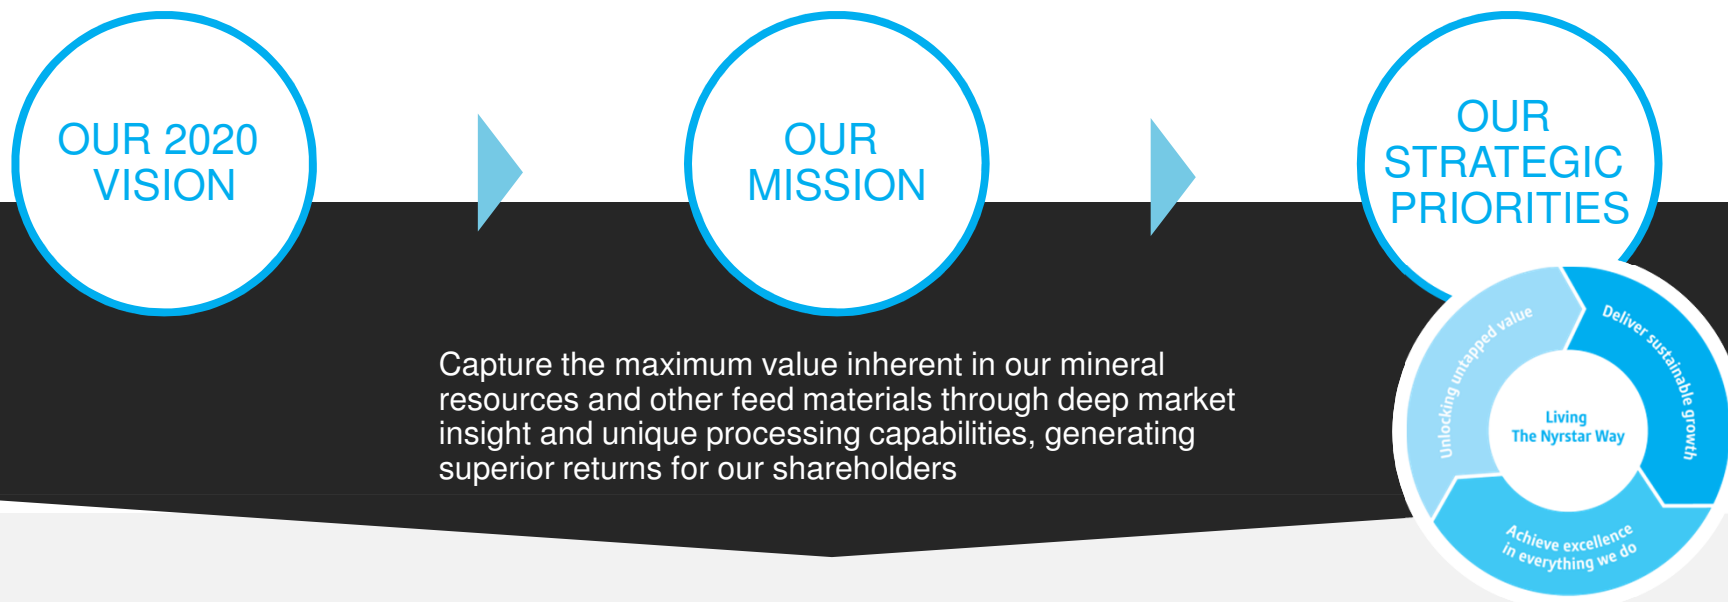 OUR 2020
VISION
OUR
MISSION
OUR
STRATEGIC
PRIORITIES
Capture the maximum value inherent in our mineral
resources and other feed materials through deep market
insight and unique processing capabilities, generating
superior returns for our shareholders
Unlocking untapped value
Deliver sustainable growth
Living
The Nyrstar Way
Achieve excellence
in everything we do